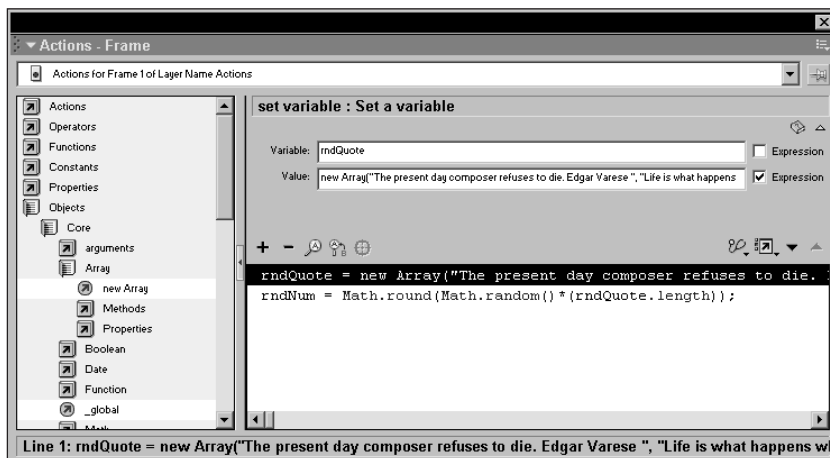 Actions - Frame
Actions for Frame 1 of Layer Name Actions
Actions
Operators
Functions
Constants
Properties
Objects
Core
arguments
Array
new Array
Methods
Properties
Boolean
Date
Function
_global
set variable : Set a variable
Variable: rndQuote Expression
Value: new Array("The present day composer refuses to die. Edgar Varese ", "Life is what happens Expression
rndQuote = new Array("The present day composer refuses to die.
rndNum = Math.round(Math.random()*(rndQuote.length));
Line 1: rndQuote = new Array("The present day composer refuses to die. Edgar Varese ", "Life is what happens